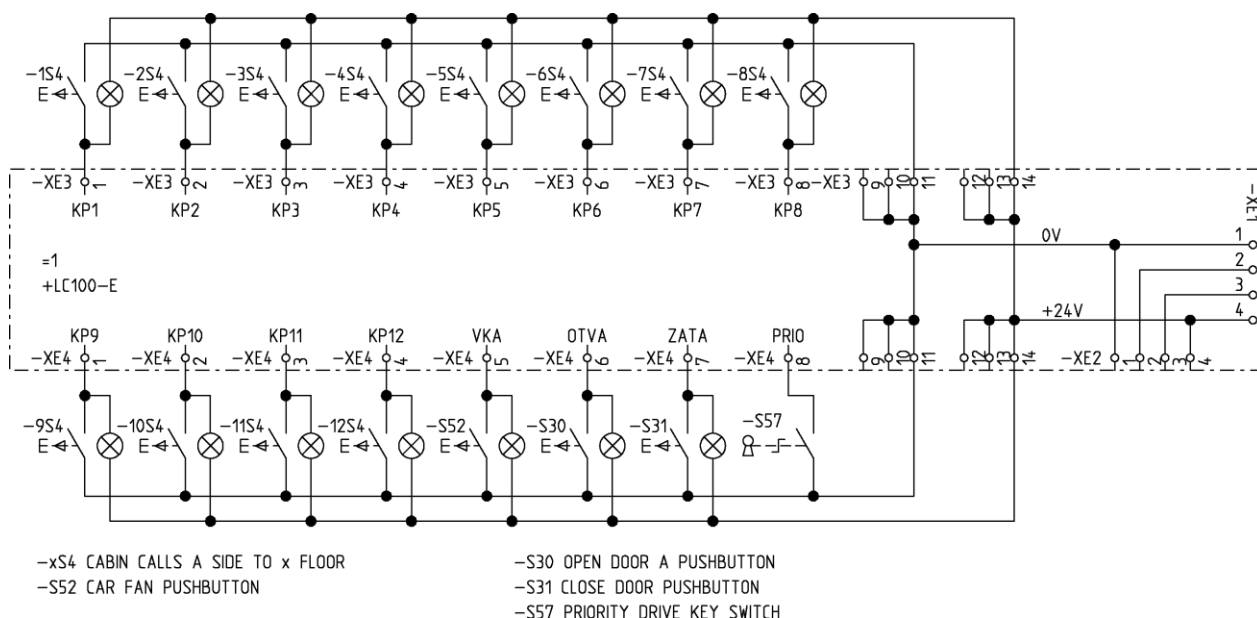 -1S4 -2S4 -3S4 -4S4 -5S4 -6S4 -7S4 -8S4
E E E E E E E E
-XE3 1 -XE3 2 -XE3 3 -XE3 4 -XE3 5 -XE3 6 -XE3 7 -XE3 8 -XE3 9 10 11 12 13 14
KP1 KP2 KP3 KP4 KP5 KP6 KP7 KP8
-XE1
0V 1
2
=1
+LC100-E
3
+24V 4
KP9 KP10 KP11 KP12 VKA OTVA ZATA PRIO
-XE4 1 -XE4 2 -XE4 3 -XE4 4 -XE4 5 -XE4 6 -XE4 7 -XE4 8 9 10 11 12 13 14 -XE2 1 2 3 4
-9S4 -10S4 -11S4 -12S4 -S52 -S30 -S31 -S57
E E E E E E E
-xS4 CABIN CALLS A SIDE TO x FLOOR
-S52 CAR FAN PUSHBUTTON
-S30 OPEN DOOR A PUSHBUTTON
-S31 CLOSE DOOR PUSHBUTTON
-S57 PRIORITY DRIVE KEY SWITCH